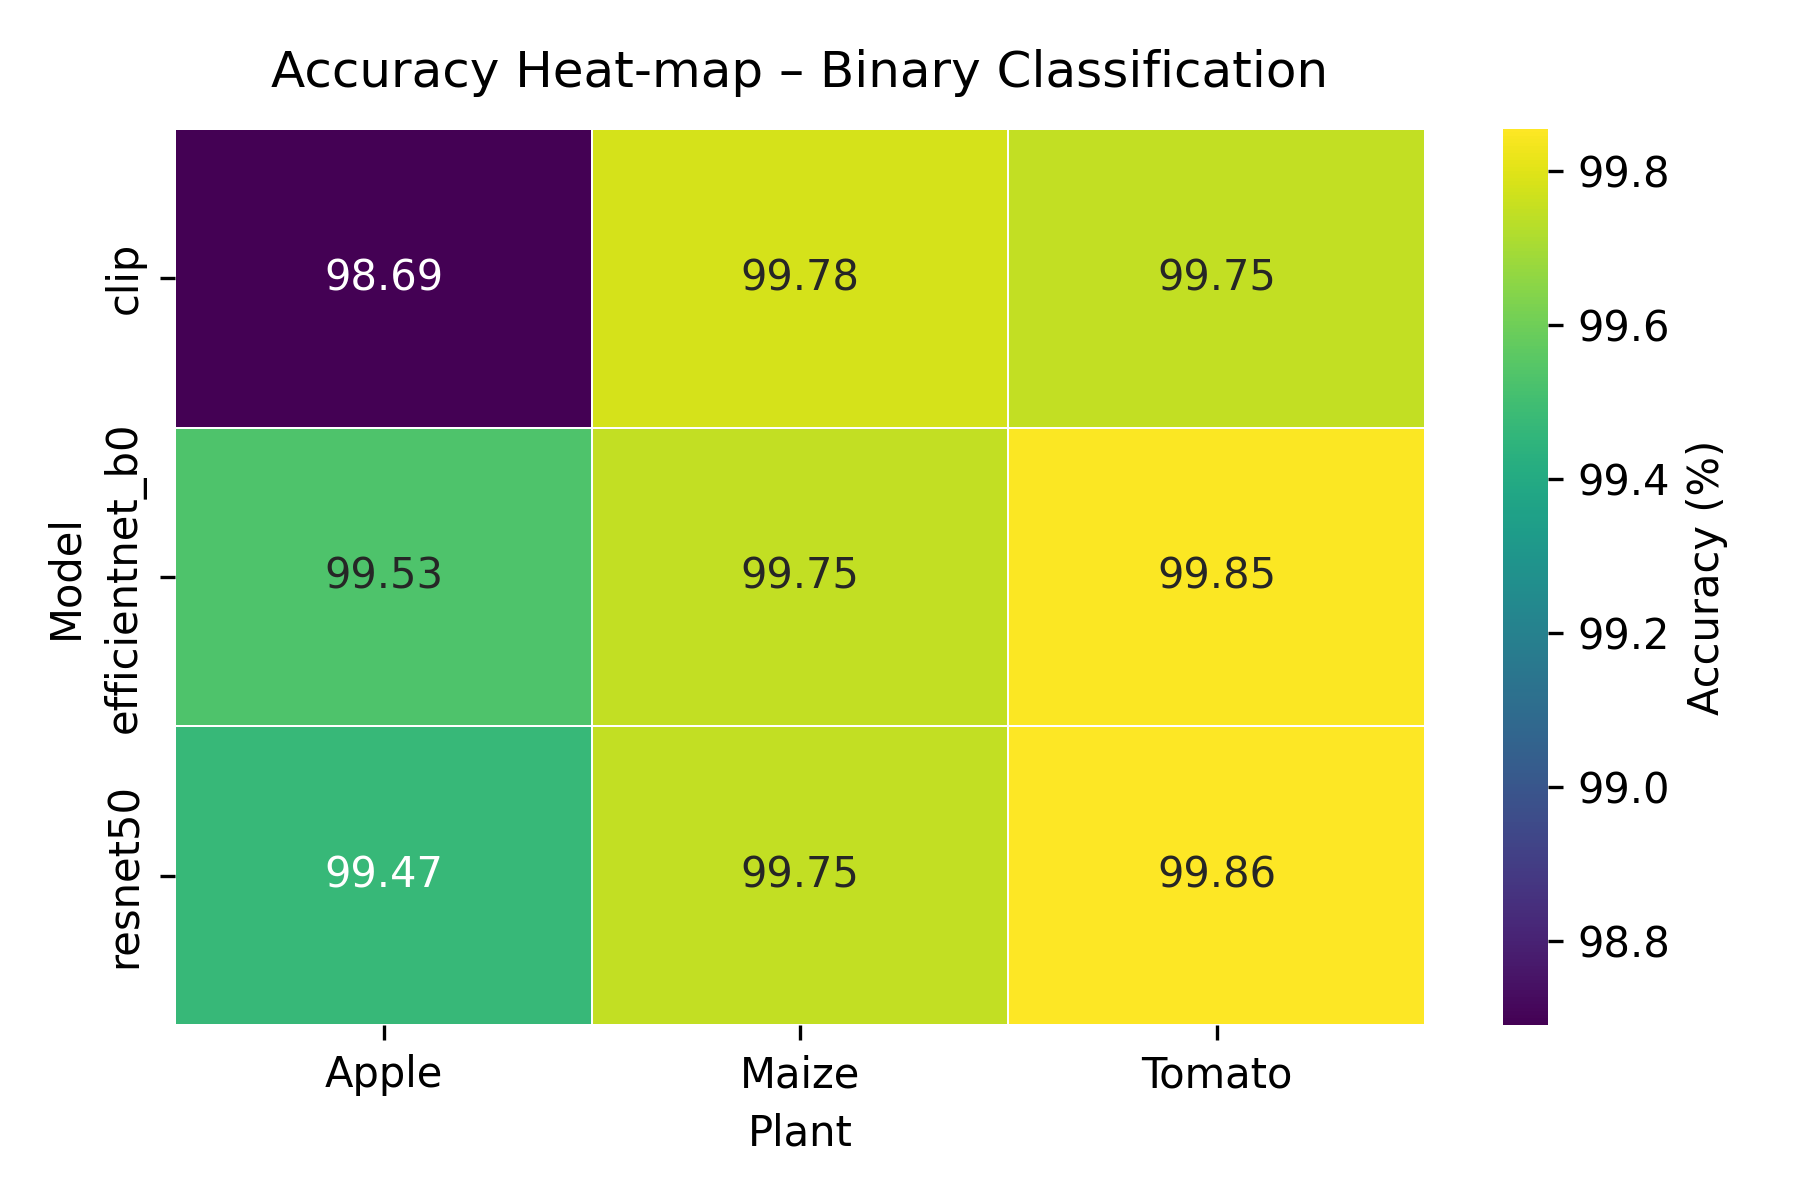 Accuracy Heat-map – Binary Classification
Model
clip
98.69 99.78 99.75
efficientnet_b0
99.53 99.75 99.85
resnet50
99.47 99.75 99.86
Apple Maize Tomato
Plant
99.8
99.6
99.4
99.2
99.0
98.8
Accuracy (%)